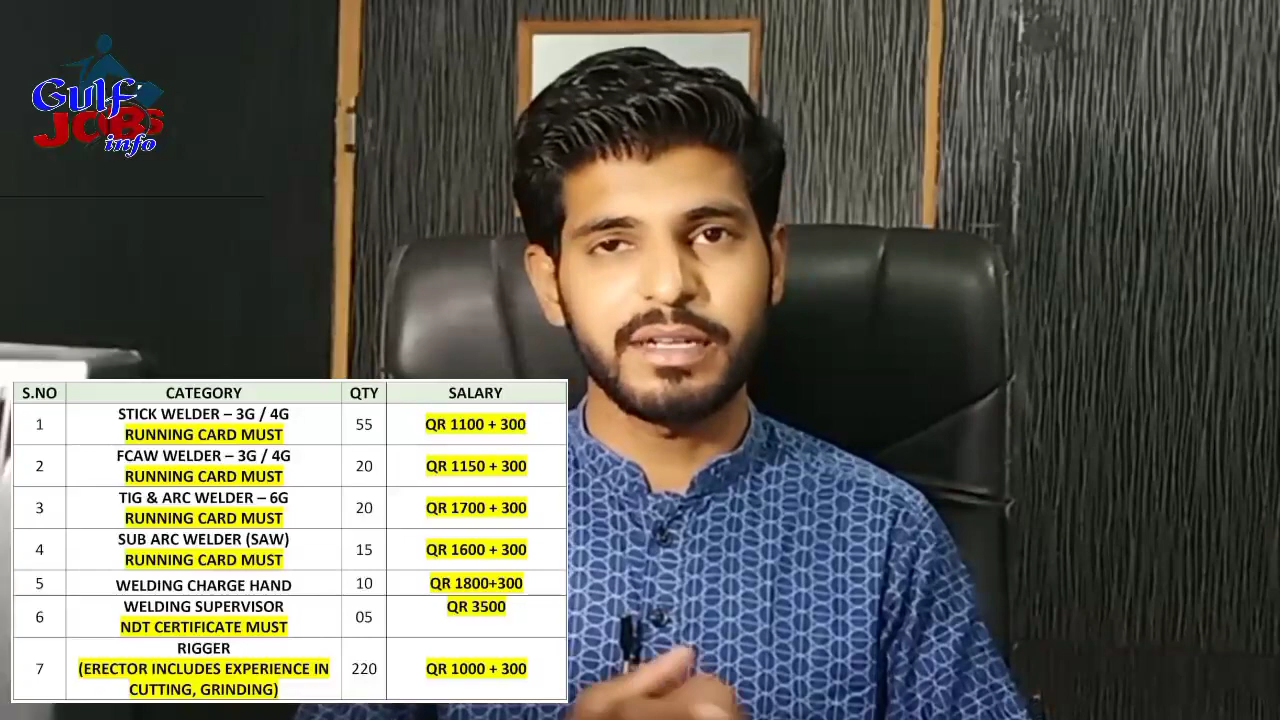 Gulf
JOBS
info
S.NO CATEGORY QTY SALARY
1 STICK WELDER – 3G / 4G 55 QR 1100 + 300
RUNNING CARD MUST
2 FCAW WELDER – 3G / 4G 20 QR 1150 + 300
RUNNING CARD MUST
3 TIG & ARC WELDER – 6G 20 QR 1700 + 300
RUNNING CARD MUST
4 SUB ARC WELDER (SAW) 15 QR 1600 + 300
RUNNING CARD MUST
5 WELDING CHARGE HAND 10 QR 1800+300
6 WELDING SUPERVISOR 05 QR 3500
NDT CERTIFICATE MUST
7 RIGGER 220 QR 1000 + 300
(ERECTOR INCLUDES EXPERIENCE IN
CUTTING, GRINDING)